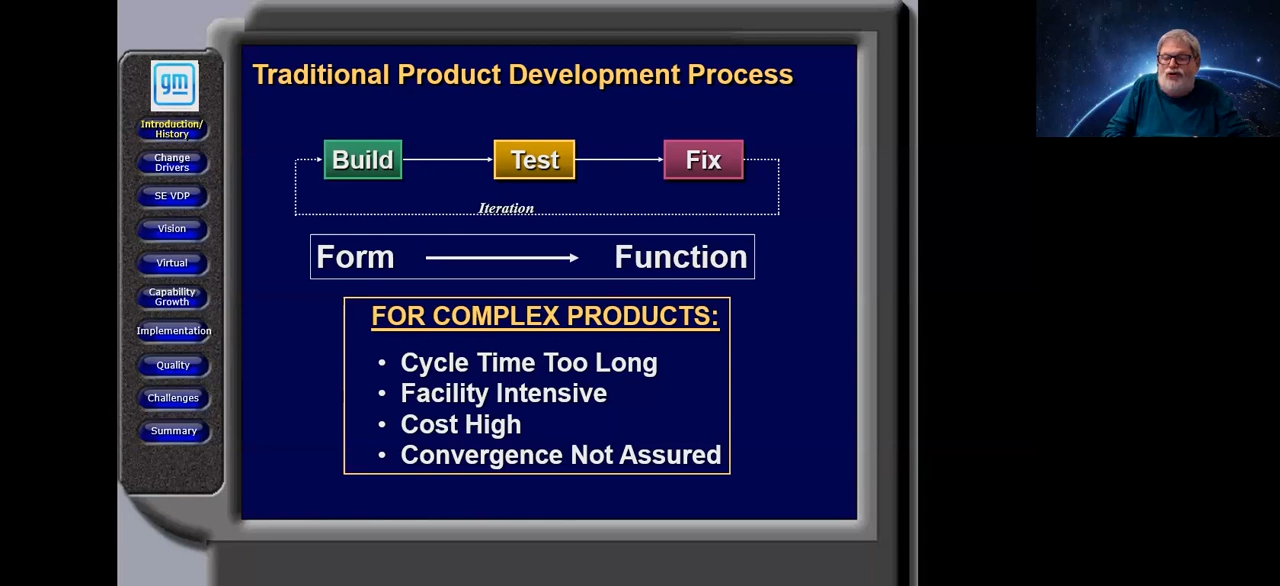 gm
Introduction/
History
Change
Drivers
SE VDP
Vision
Virtual
Capability
Growth
Implementation
Quality
Challenges
Summary
Traditional Product Development Process
Build
Test
Fix
Iteration
Form
Function
FOR COMPLEX PRODUCTS:
• Cycle Time Too Long
• Facility Intensive
• Cost High
• Convergence Not Assured